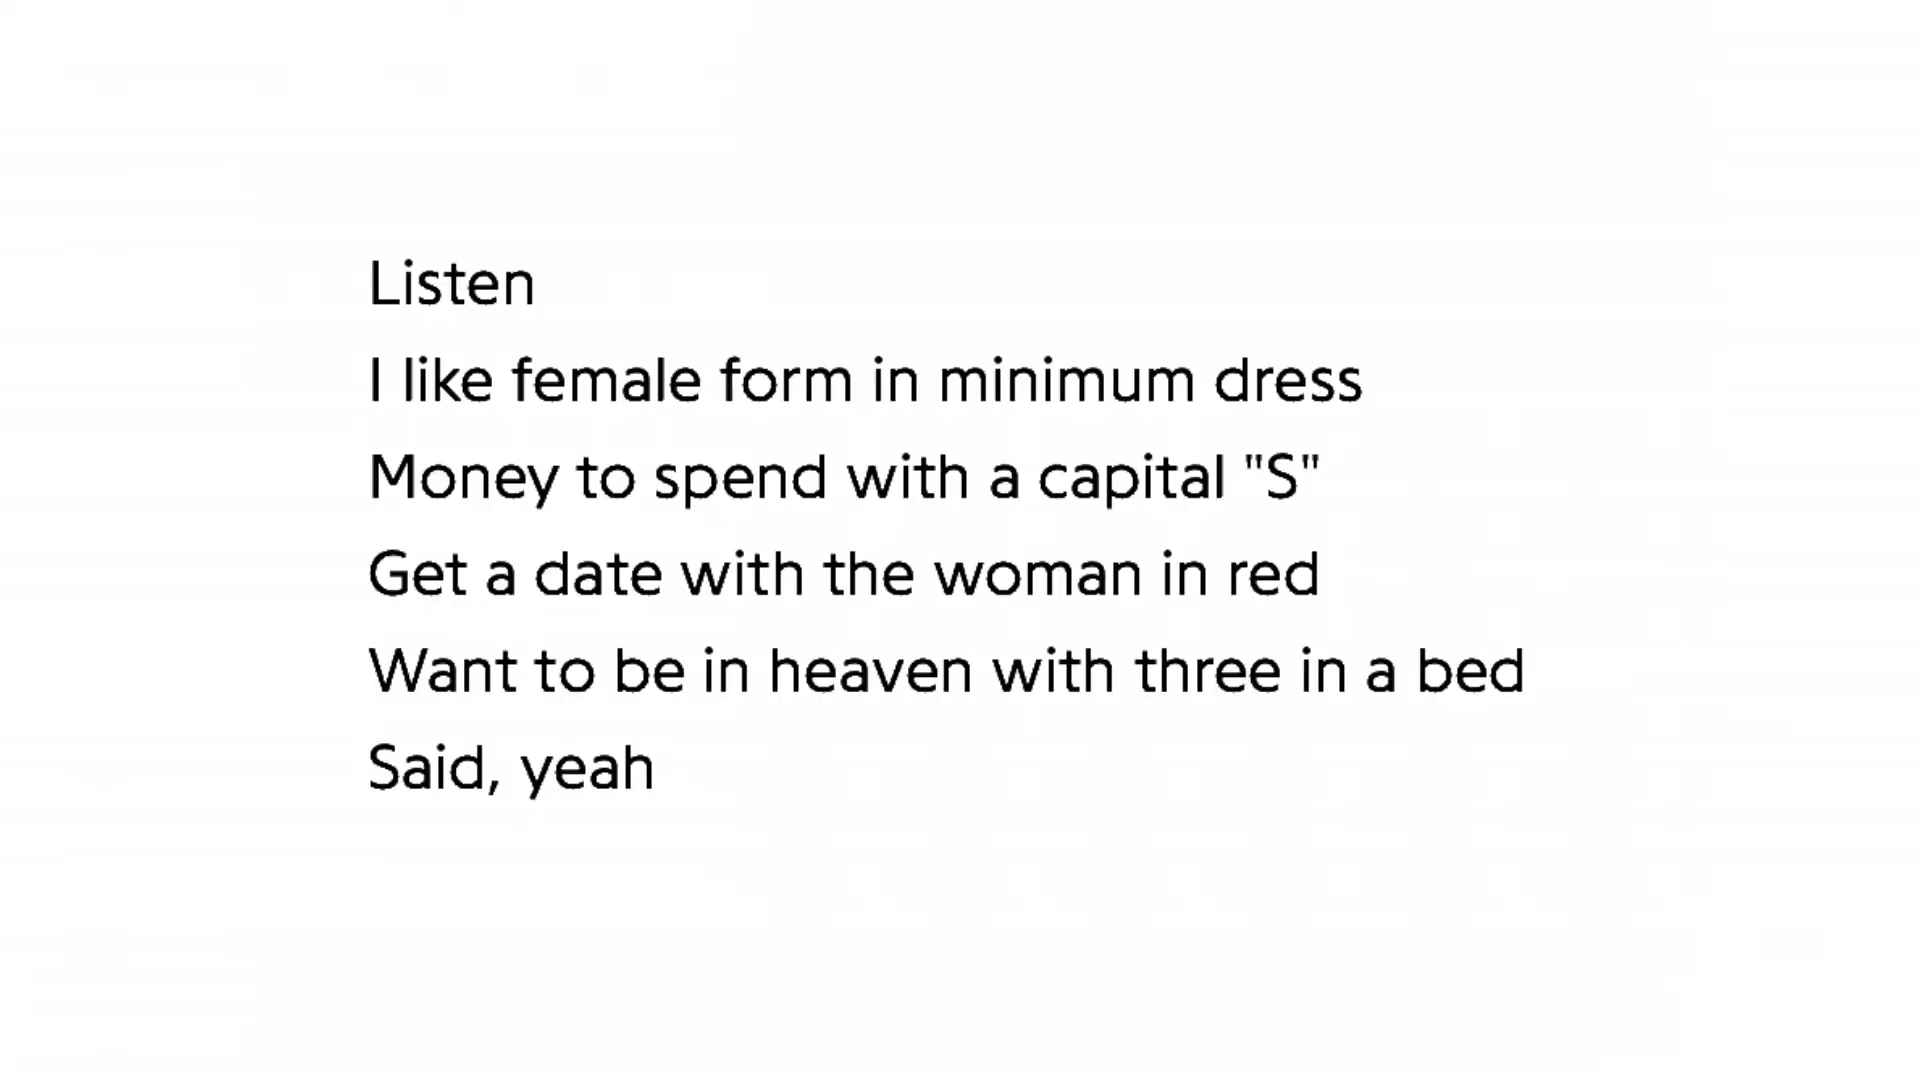 Listen
I like female form in minimum dress
Money to spend with a capital "S"
Get a date with the woman in red
Want to be in heaven with three in a bed
Said, yeah